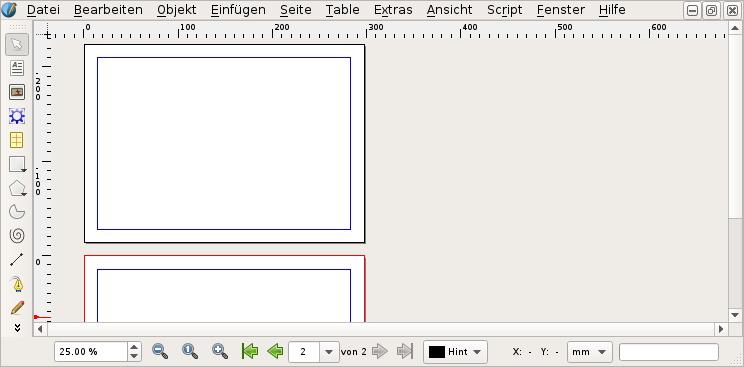 Datei Bearbeiten Objekt Einfügen Seite Table Extras Ansicht Script Fenster Hilfe
0 100 200 300 400 500 600
-200
-100
0
25.00 % 1 2 von 2 Hint X: - Y: - mm